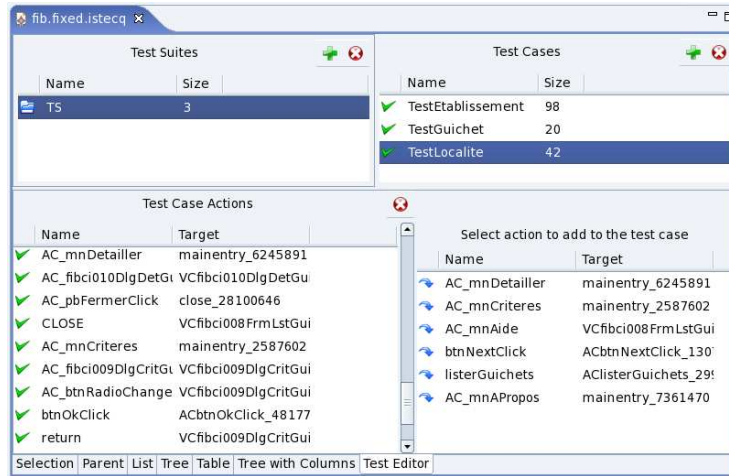 fib.fixed.istecq
Test Suites
Name Size
TS 3
Test Cases
Name Size
TestEtablissement 98
TestGuichet 20
TestLocalite 42
Test Case Actions
Name Target
AC_mnDetailler mainentry_6245891
AC_fibci010DlgDetGu VCfibci010DlgDetGui
AC_pbFermerClick close_28100646
CLOSE VCfibci008FrmLstGui
AC_mnCriteres mainentry_2587602
AC_fibci009DlgCritGu VCfibci009DlgCritGui
AC_btnRadioChange VCfibci009DlgCritGui
btnOkClick ACbtnOkClick_48177
return VCfibci009DlgCritGui
Select action to add to the test case
Name Target
AC_mnDetailler mainentry_6245891
AC_mnCriteres mainentry_2587602
AC_mnAide VCfibci008FrmLstGui
btnNextClick ACbtnNextClick_130
listerGuichets AClisterGuichets_29
AC_mnAPropos mainentry_7361470
Selection Parent List Tree Table Tree with Columns Test Editor